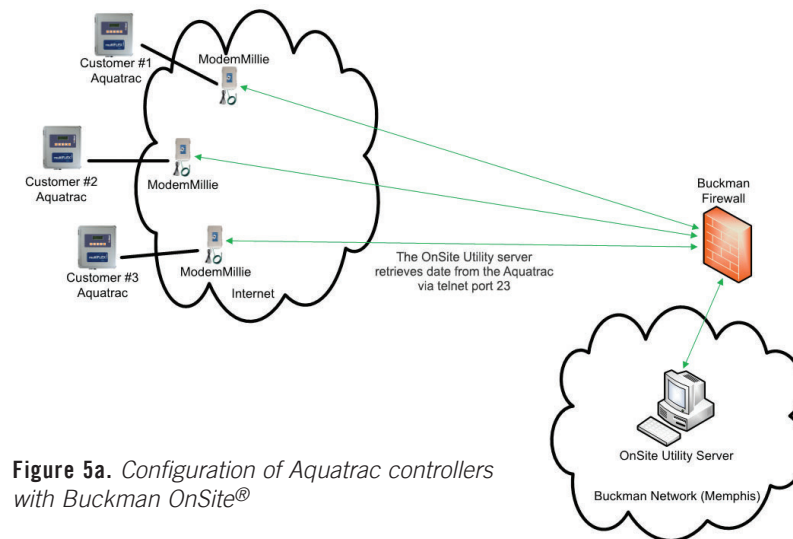 Customer #1
Aquatrac
ModemMillie
Customer #2
Aquatrac
ModemMillie
Customer #3
Aquatrac
ModemMillie
Internet
The OnSite Utility server
retrieves date from the Aquatrac
via telnet port 23
Buckman
Firewall
OnSite Utility Server
Buckman Network (Memphis)
Figure 5a. Configuration of Aquatrac controllers
with Buckman OnSite®